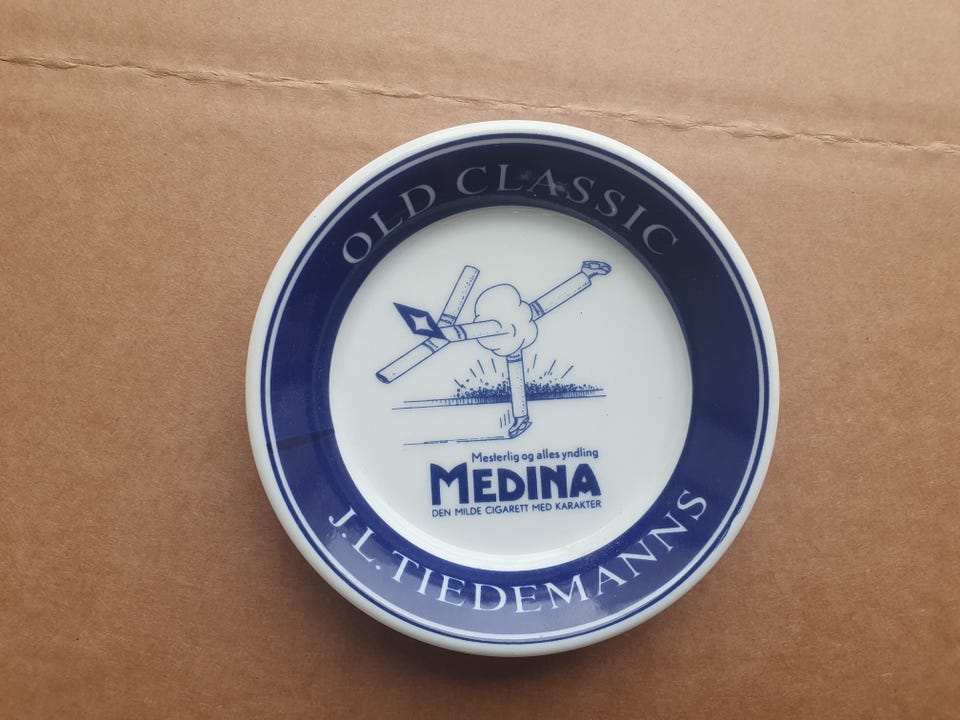 OLD CLASSIC
Mesterlig og alles yndling
MEDINA
DEN MILDE CIGARETT MED KARAKTER
J.L. TIEDEMANNS